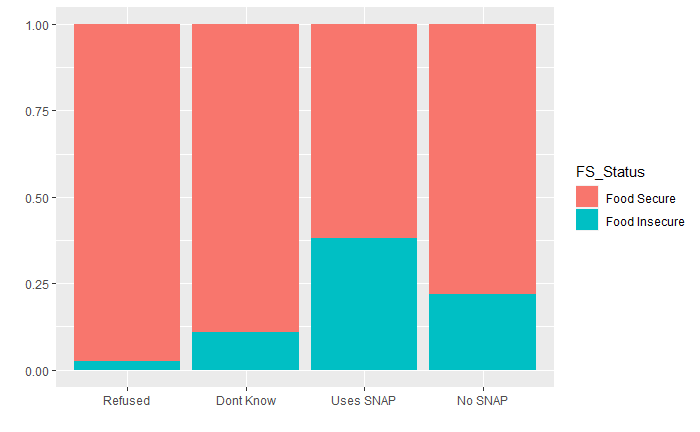 1.00
0.75
0.50
0.25
0.00
Refused Dont Know Uses SNAP No SNAP
FS_Status
Food Secure
Food Insecure